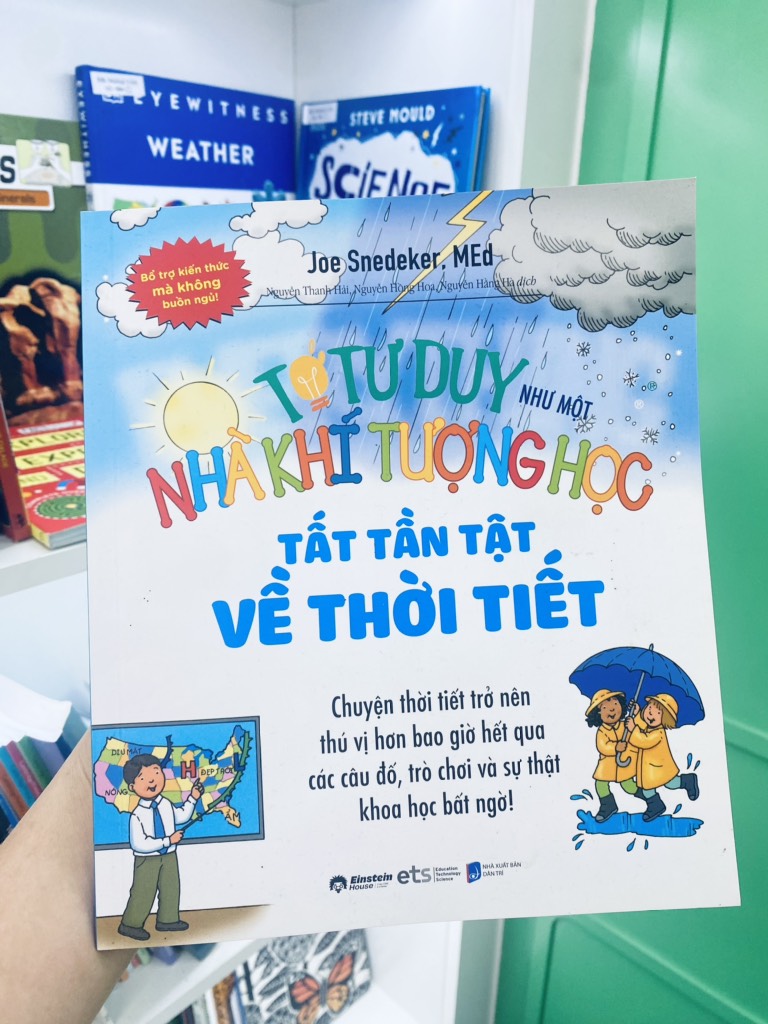 EYEWITNESS
WEATHER
STEVE MOULD
SCIENCE
Joe Snedeker, MEd
Nguyễn Thanh Hải, Nguyễn Hồng Hoa, Nguyễn Hằng Hà dịch
Bổ trợ kiến thức
mà không
buồn ngủ!
TỚ TƯ DUY
NHƯ MỘT
NHÀ KHÍ TƯỢNG HỌC
TẤT TẦN TẬT
VỀ THỜI TIẾT
Chuyện thời tiết trở nên
thú vị hơn bao giờ hết qua
các câu đố, trò chơi và sự thật
khoa học bất ngờ!
DỊU MÁT
NÓNG
H
ĐẸP TRỜI
Einstein
House
ets
Education
Technology
Science
NHÀ XUẤT BẢN
DÂN TRÍ